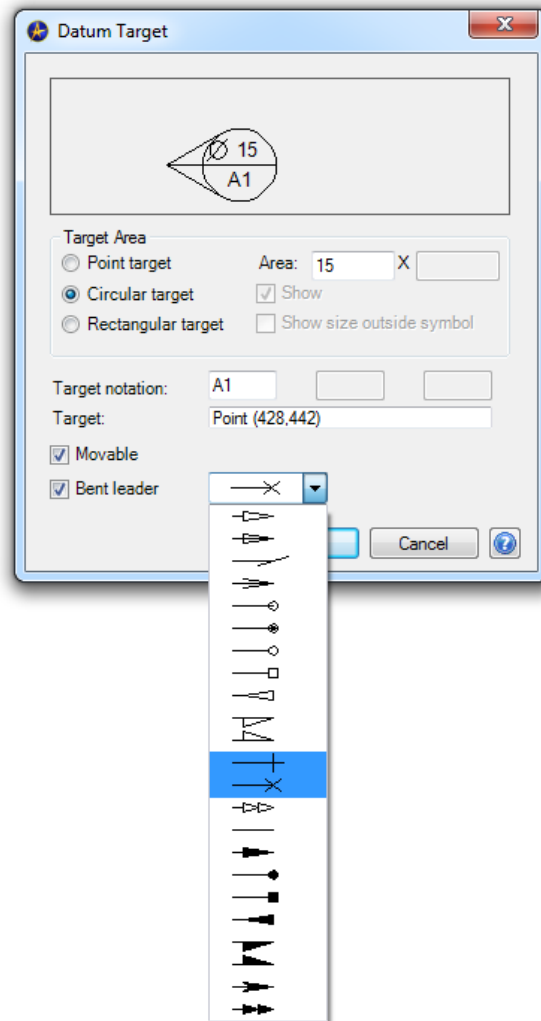 Datum Target
Ø 15
A1
Target Area
Point target
Area: 15 X
Circular target
Show
Rectangular target
Show size outside symbol
Target notation: A1
Target: Point (428,442)
Movable
Bent leader
Cancel